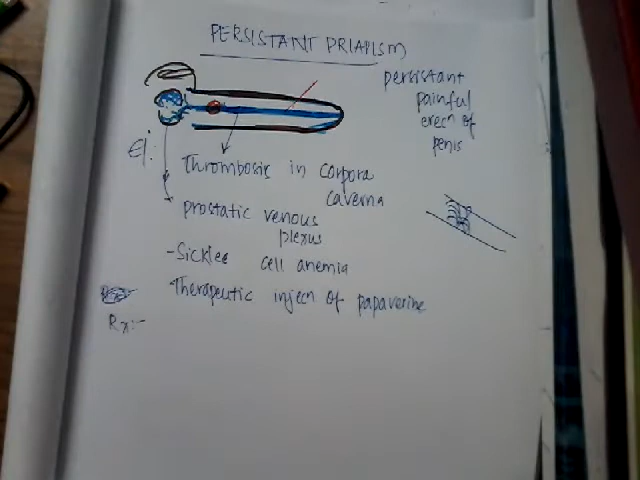 PERSISTANT PRIAPISM
persistant
painful
erecn of
penis
Thrombosis in corpora
caverna
prostatic venous
plexus
-Sicklee cell anemia
Therapeutic injecn of papaverine
Rx:-